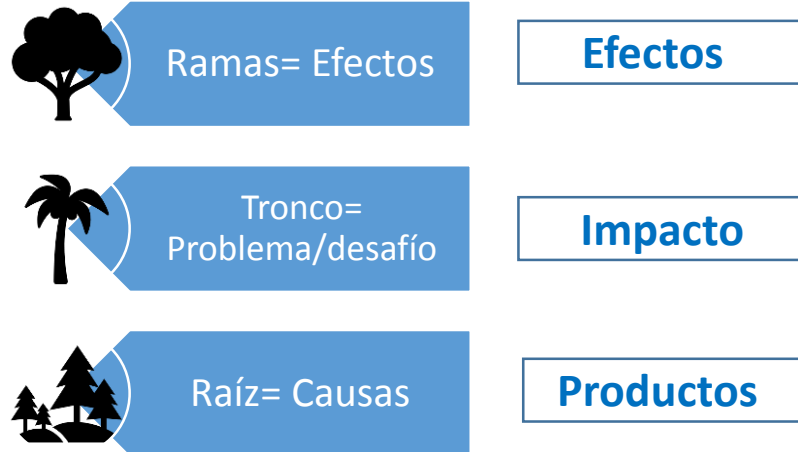 Ramas= Efectos
Efectos
Tronco=
Problema/desafío
Impacto
Raíz= Causas
Productos